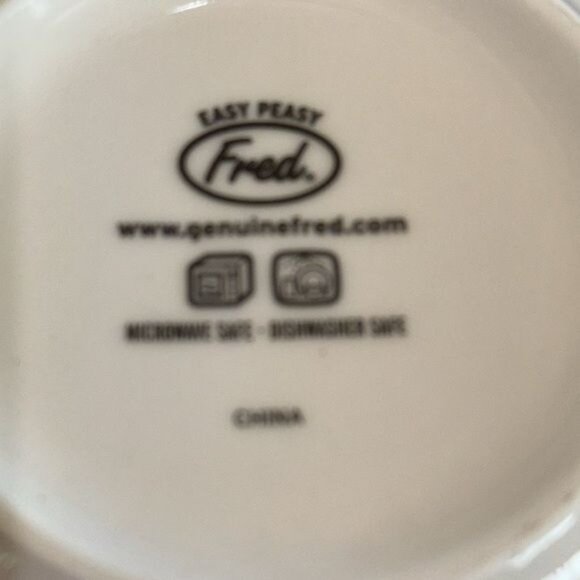 EASY PEASY
Fred.
www.genuinefred.com
MICROWAVE SAFE · DISHWASHER SAFE
CHINA